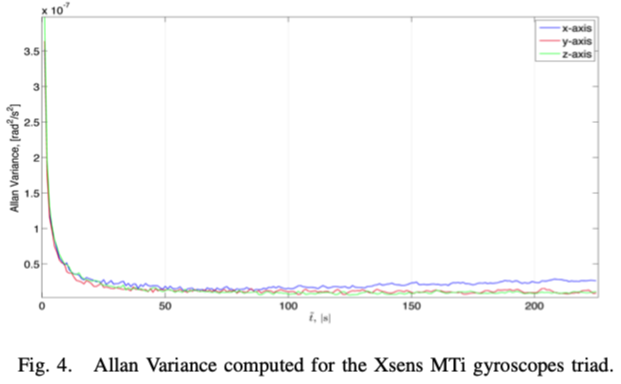 x 10⁻⁷
x-axis
y-axis
z-axis
3.5
3
2.5
2
1.5
1
0.5
Allan Variance, [rad²/s²]
0 50 100 150 200
t̃, |s|
Fig. 4. Allan Variance computed for the Xsens MTi gyroscopes triad.